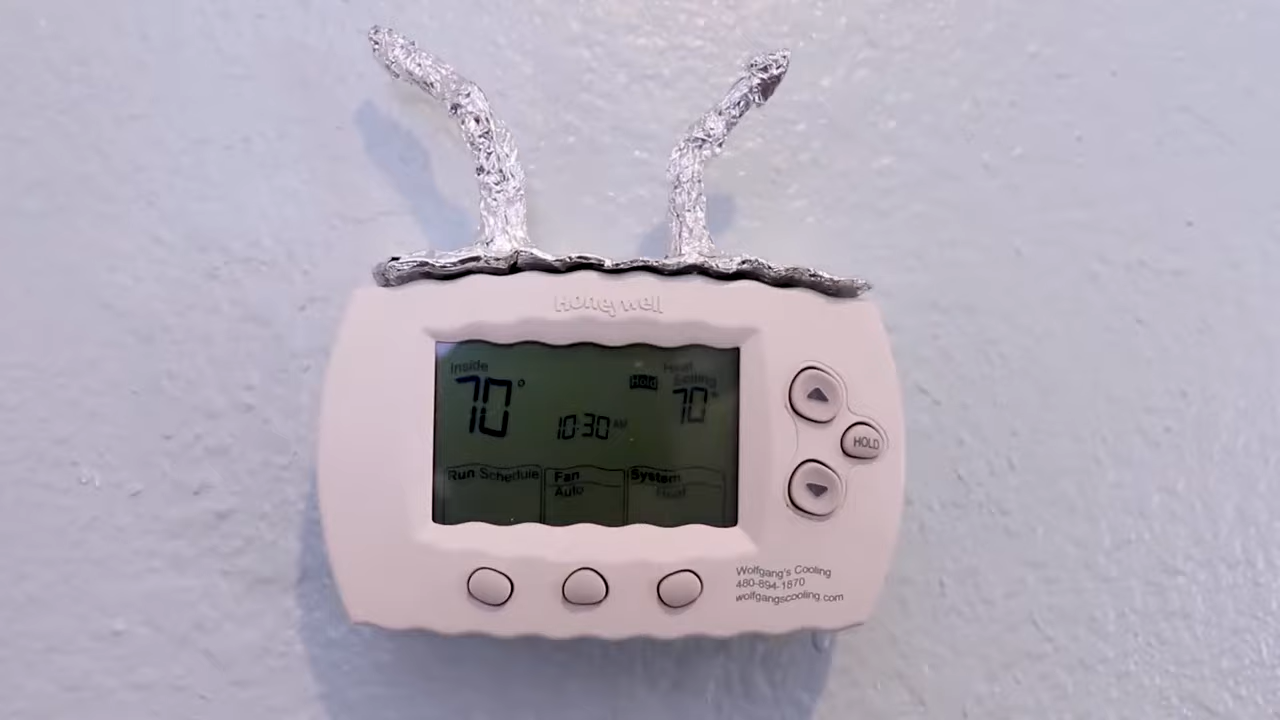 Honeywell
Inside
Heat
Setting
70°
Hold
70°
10:30 AM
Run Schedule
Fan
System
Auto
Heat
HOLD
Wolfgang's Cooling
480-894-1870
wolfgangscooling.com